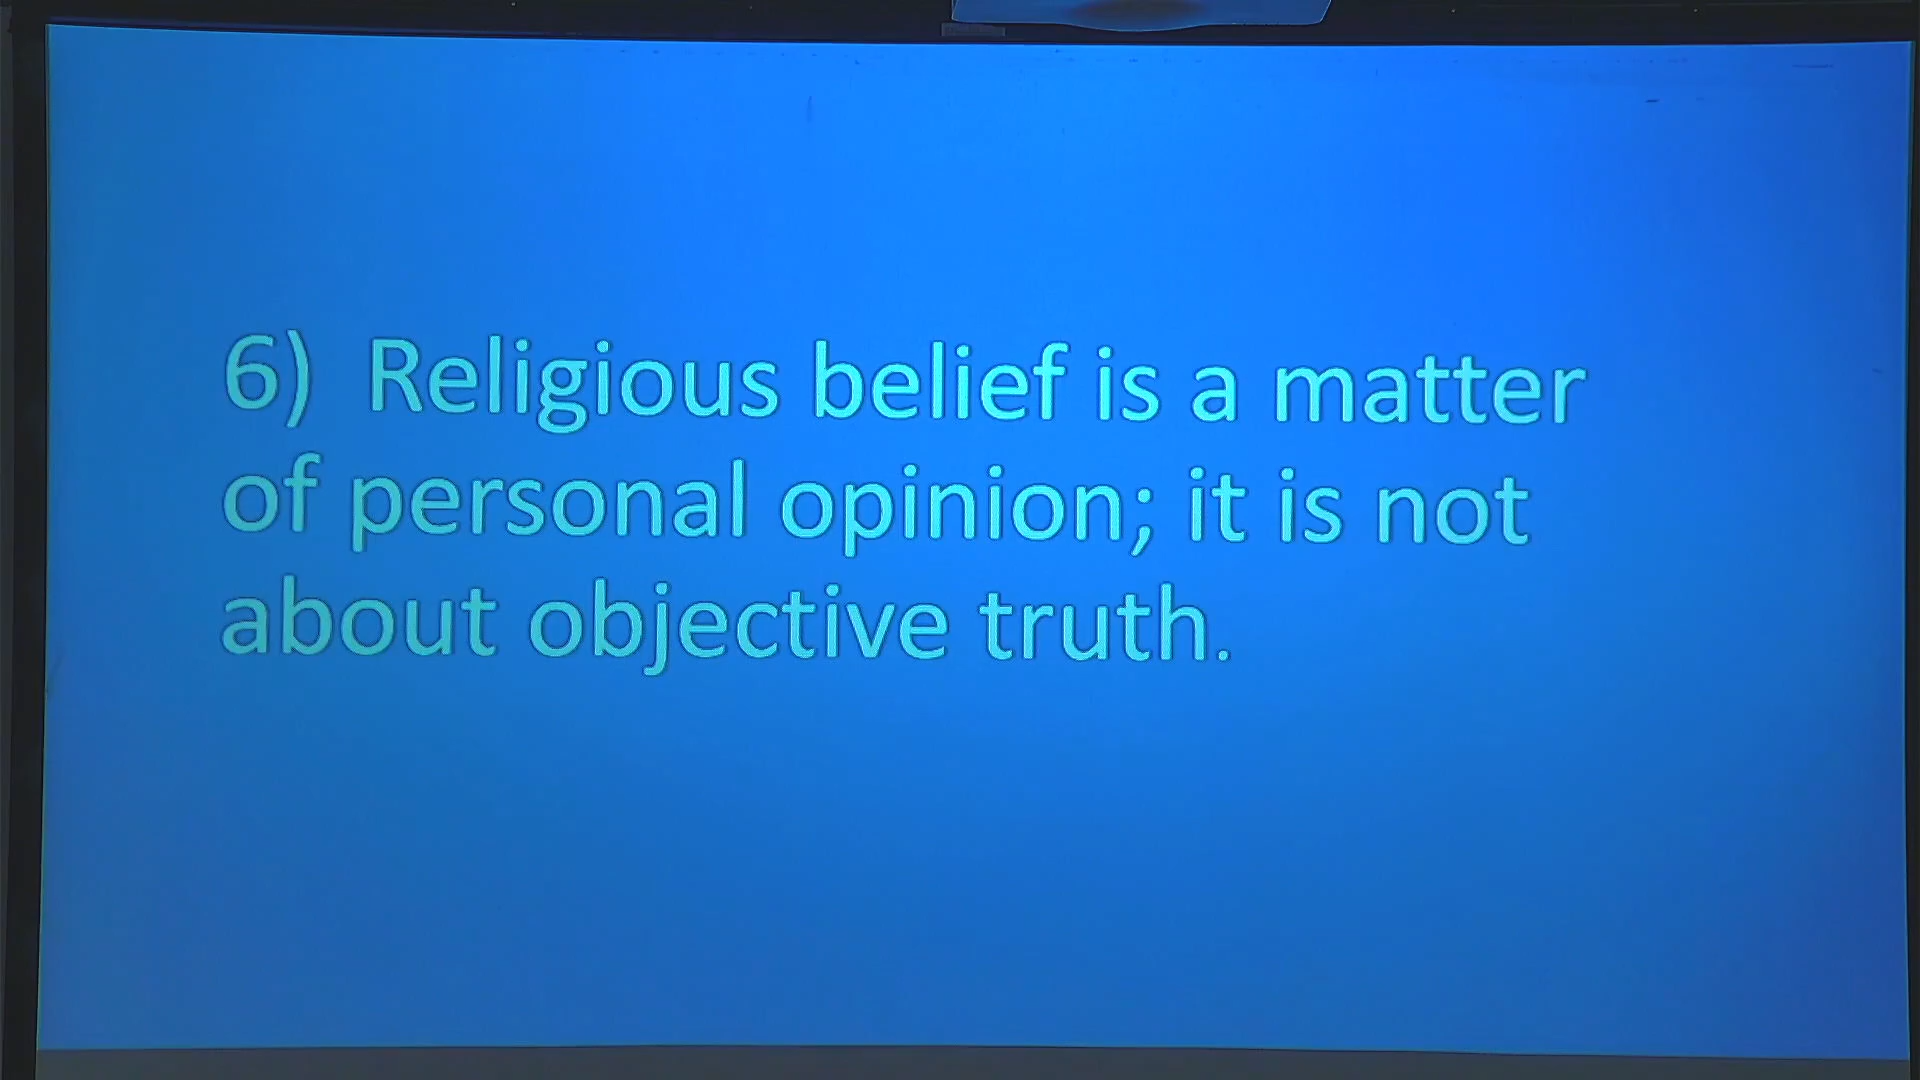 6) Religious belief is a matter
of personal opinion; it is not
about objective truth.